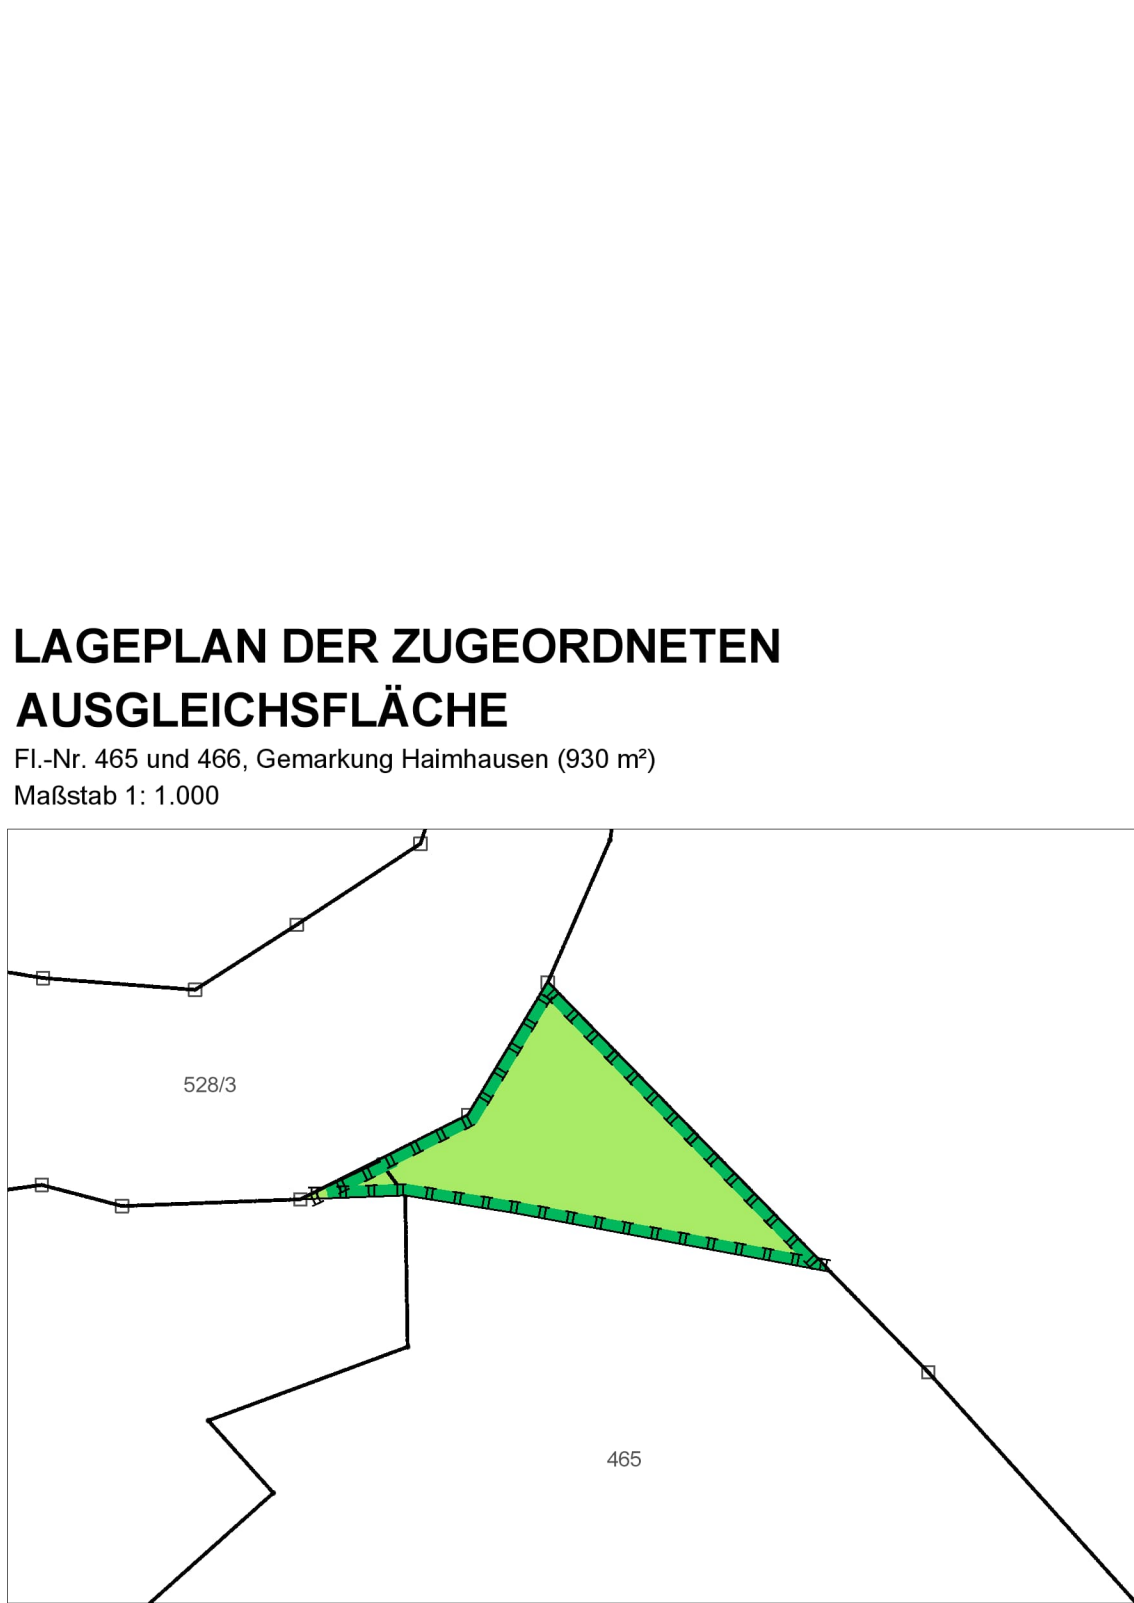 LAGEPLAN DER ZUGEORDNETEN
AUSGLEICHSFLÄCHE
Fl.-Nr. 465 und 466, Gemarkung Haimhausen (930 m²)
Maßstab 1: 1.000
528/3
465